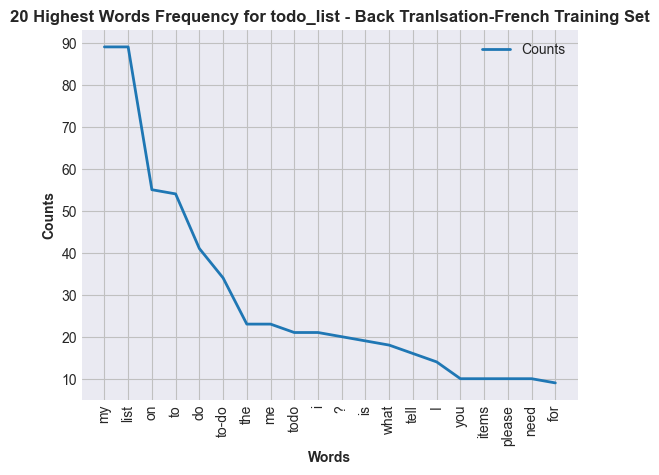 20 Highest Words Frequency for todo_list - Back Tranlsation-French Training Set
Counts
90
80
70
60
50
40
30
20
10
Counts
my
list
on
to
do
to-do
the
me
todo
i
?
is
what
tell
I
you
items
please
need
for
Words